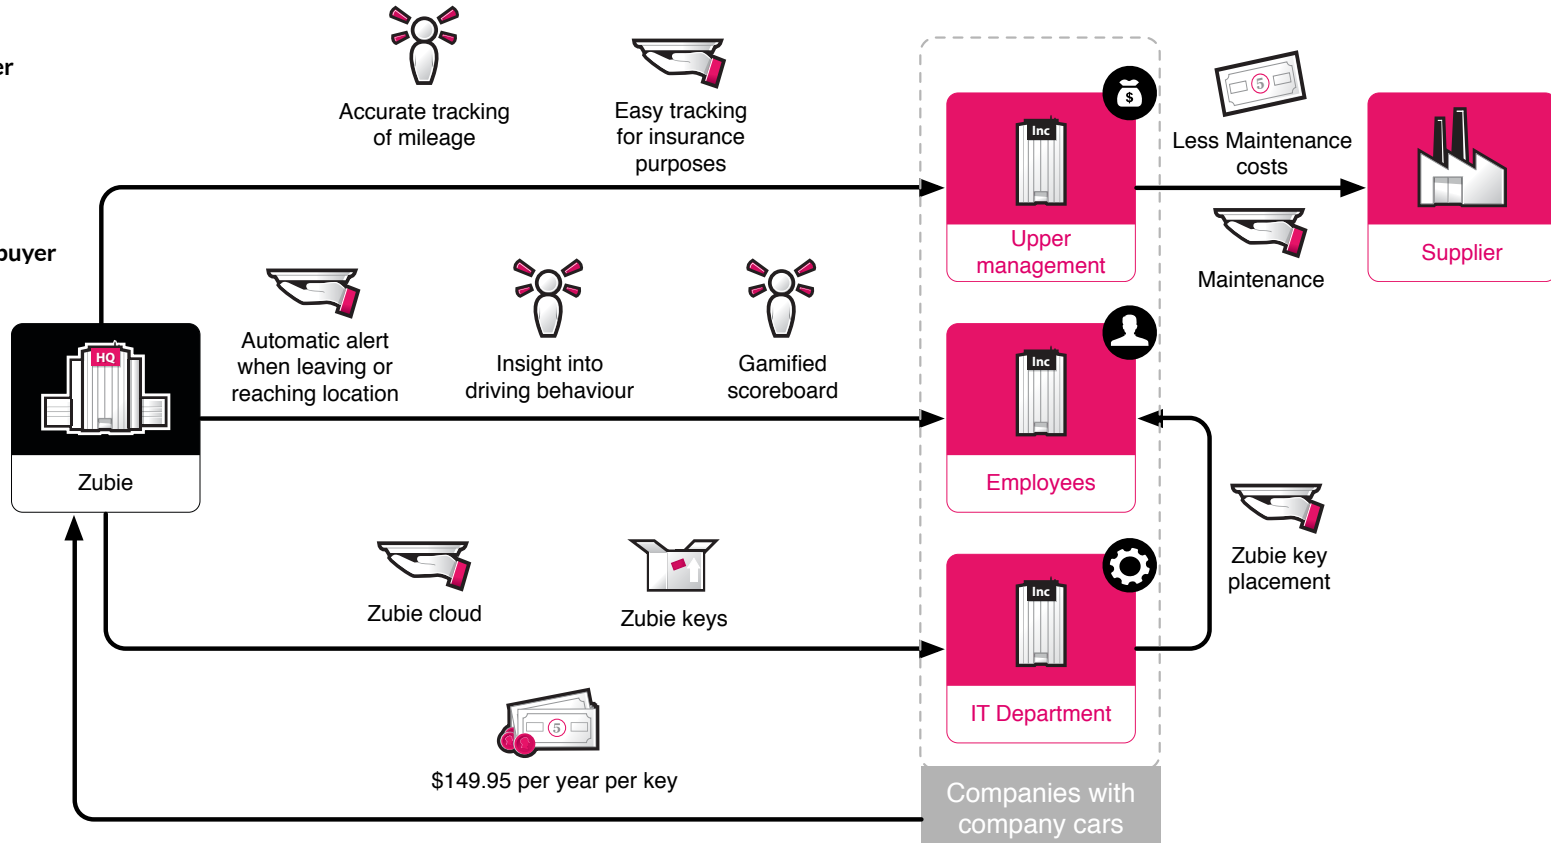 er
buyer
Accurate tracking
of mileage
Easy tracking
for insurance
purposes
$
Inc
Upper
management
5
Less Maintenance
costs
Maintenance
Supplier
Automatic alert
when leaving or
reaching location
Insight into
driving behaviour
Gamified
scoreboard
HQ
Zubie
Inc
Employees
Zubie key
placement
Zubie cloud
Zubie keys
Inc
IT Department
5
$149.95 per year per key
Companies with
company cars